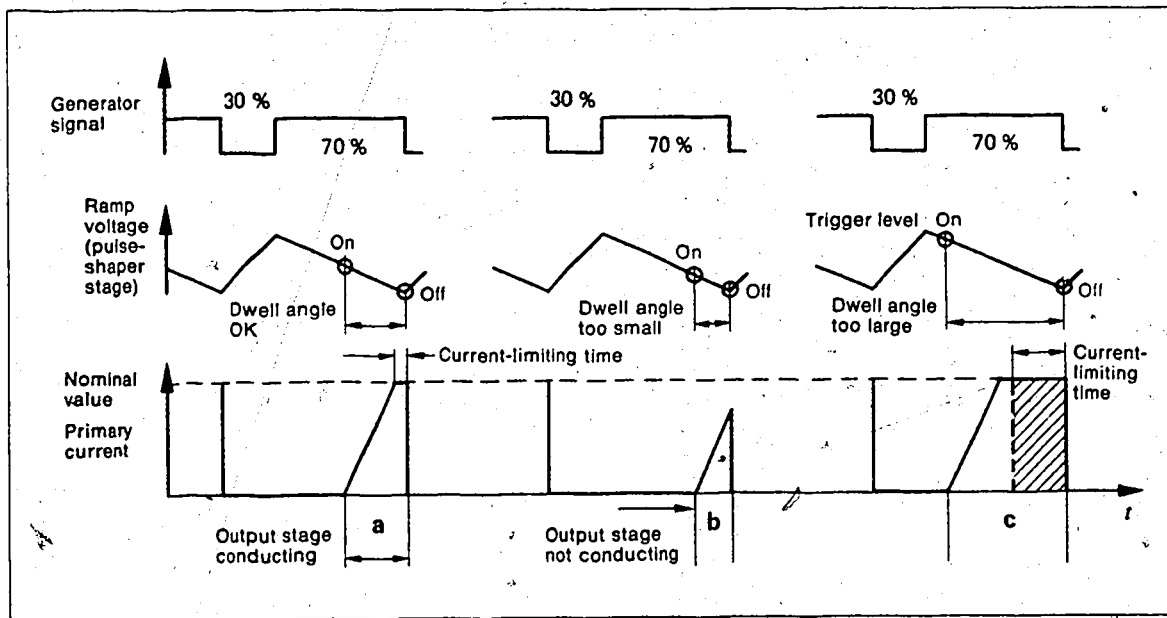 Generator
signal
30 %
70 %
30 %
70 %
30 %
70 %
Ramp
voltage
(pulse-
shaper
stage)
On
Off
Dwell angle
OK
On
Off
Dwell angle
too small
Trigger level
On
Off
Dwell angle
too large
Current-limiting time
Current-
limiting
time
Nominal
value
Primary
current
a
b
c
t
Output stage
conducting
Output stage
not conducting